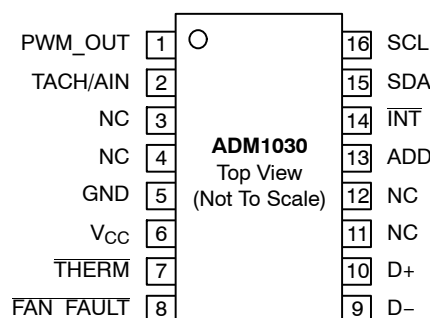 PWM_OUT 1 16 SCL
TACH/AIN 2 15 SDA
NC 3 14 INT
NC 4 ADM1030 13 ADD
Top View
GND 5 (Not To Scale) 12 NC
VCC 6 11 NC
THERM 7 10 D+
FAN_FAULT 8 9 D–